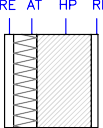 RE AT HP RI